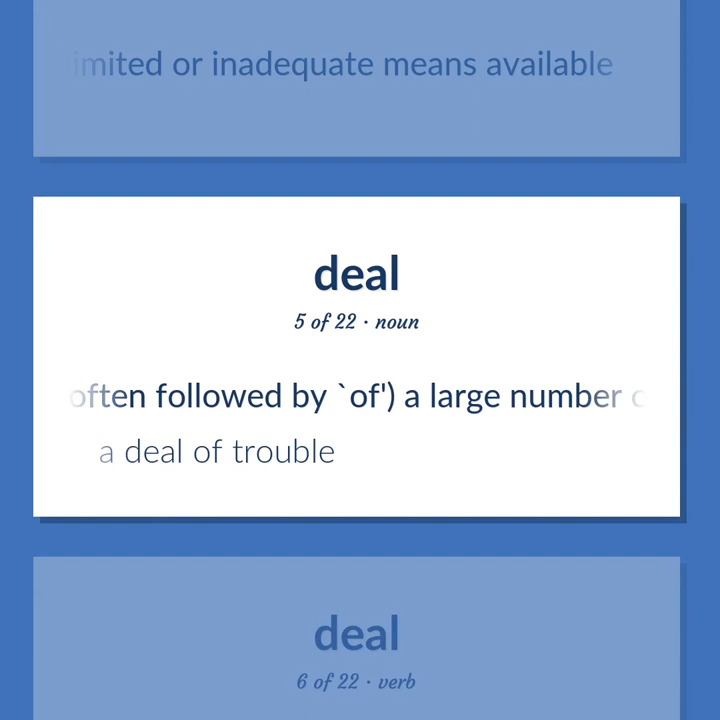 limited or inadequate means available
deal
5 of 22 · noun
often followed by `of') a large number
a deal of trouble
deal
6 of 22 · verb